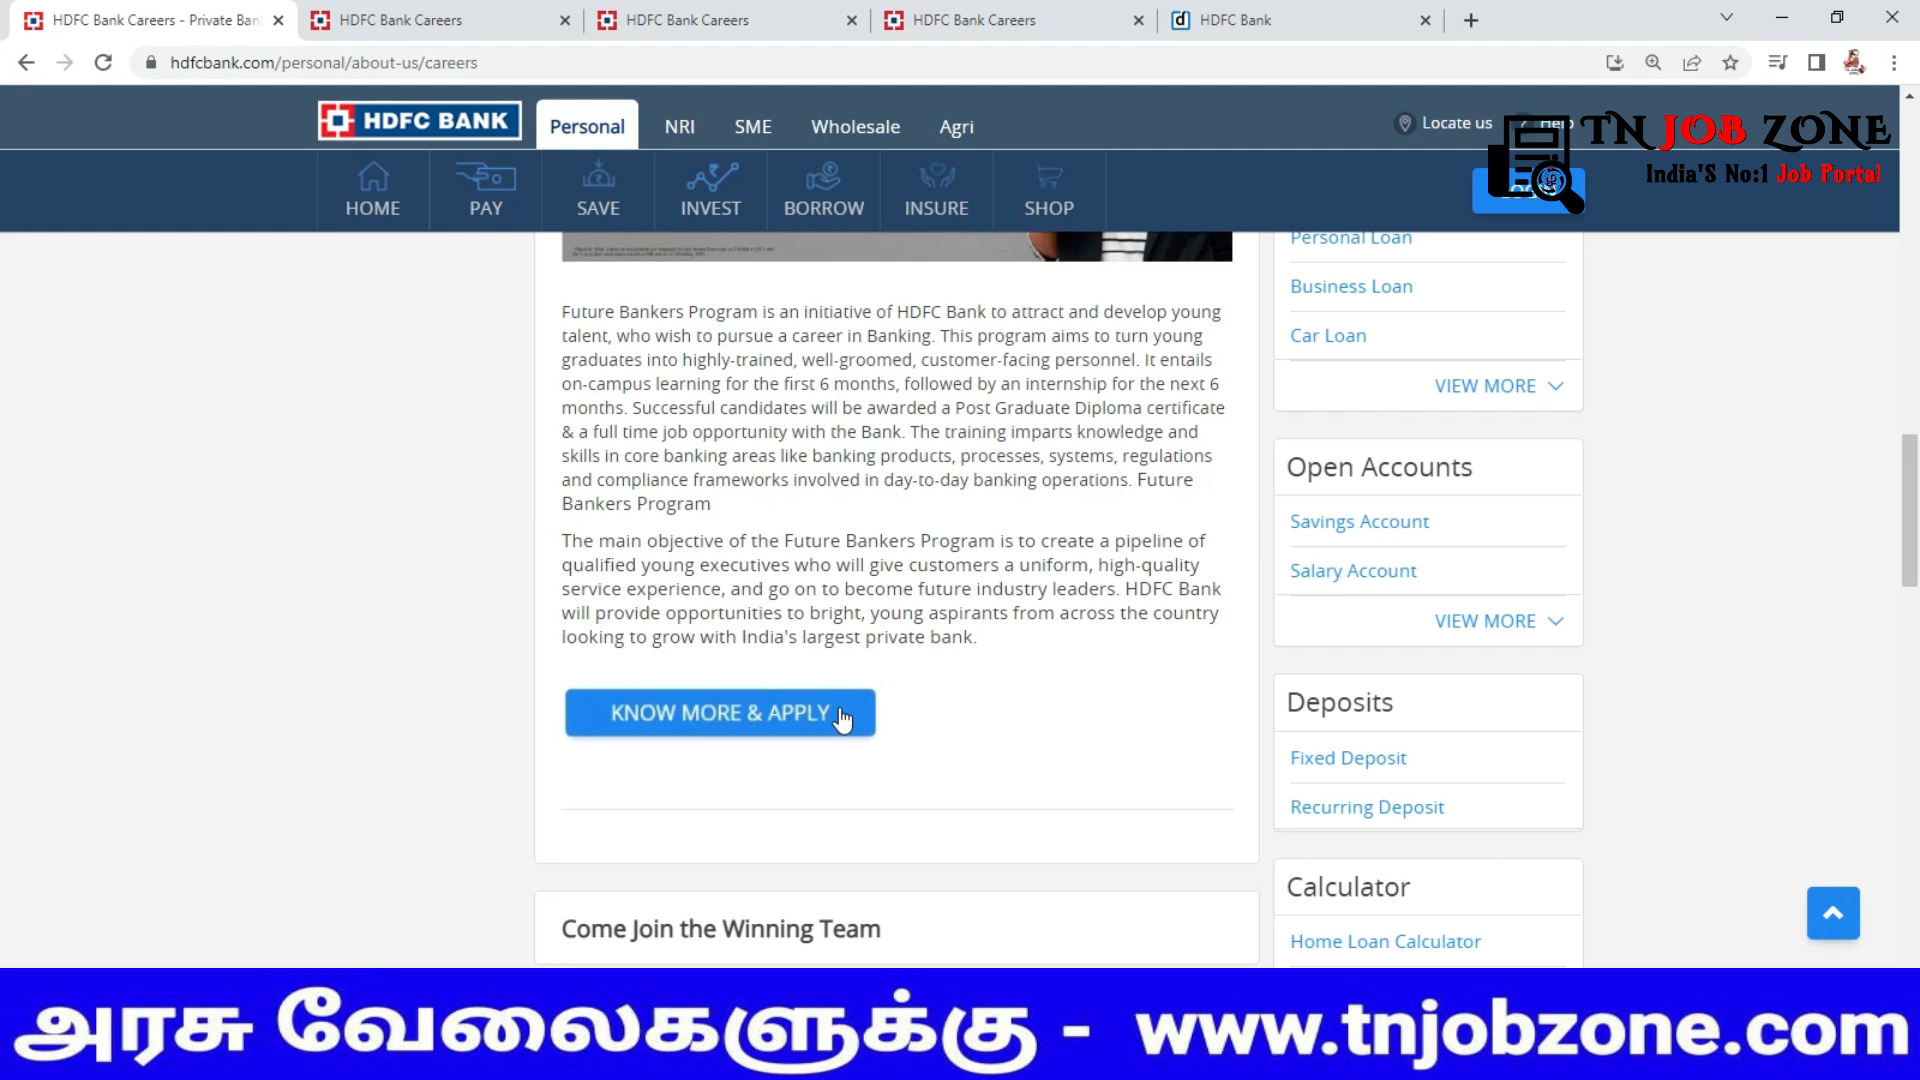 HDFC Bank Careers - Private Ban
HDFC Bank Careers
HDFC Bank Careers
HDFC Bank Careers
HDFC Bank
hdfcbank.com/personal/about-us/careers
HDFC BANK
Personal
NRI
SME
Wholesale
Agri
Locate us
Help
TN JOB ZONE
India'S No:1 Job Portal
HOME
PAY
SAVE
INVEST
BORROW
INSURE
SHOP
Personal Loan
Business Loan
Car Loan
VIEW MORE
Future Bankers Program is an initiative of HDFC Bank to attract and develop young
talent, who wish to pursue a career in Banking. This program aims to turn young
graduates into highly-trained, well-groomed, customer-facing personnel. It entails
on-campus learning for the first 6 months, followed by an internship for the next 6
months. Successful candidates will be awarded a Post Graduate Diploma certificate
& a full time job opportunity with the Bank. The training imparts knowledge and
skills in core banking areas like banking products, processes, systems, regulations
and compliance frameworks involved in day-to-day banking operations. Future
Bankers Program
The main objective of the Future Bankers Program is to create a pipeline of
qualified young executives who will give customers a uniform, high-quality
service experience, and go on to become future industry leaders. HDFC Bank
will provide opportunities to bright, young aspirants from across the country
looking to grow with India's largest private bank.
KNOW MORE & APPLY
Open Accounts
Savings Account
Salary Account
VIEW MORE
Deposits
Fixed Deposit
Recurring Deposit
Calculator
Home Loan Calculator
Come Join the Winning Team
அரசு வேலைகளுக்கு - www.tnjobzone.com